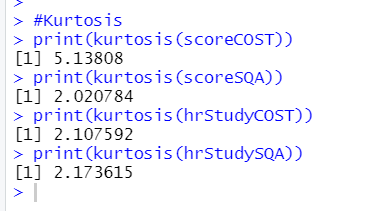 >
> #Kurtosis
> print(kurtosis(scoreCOST))
[1] 5.13808
> print(kurtosis(scoreSQA))
[1] 2.020784
> print(kurtosis(hrStudyCOST))
[1] 2.107592
> print(kurtosis(hrStudySQA))
[1] 2.173615
>